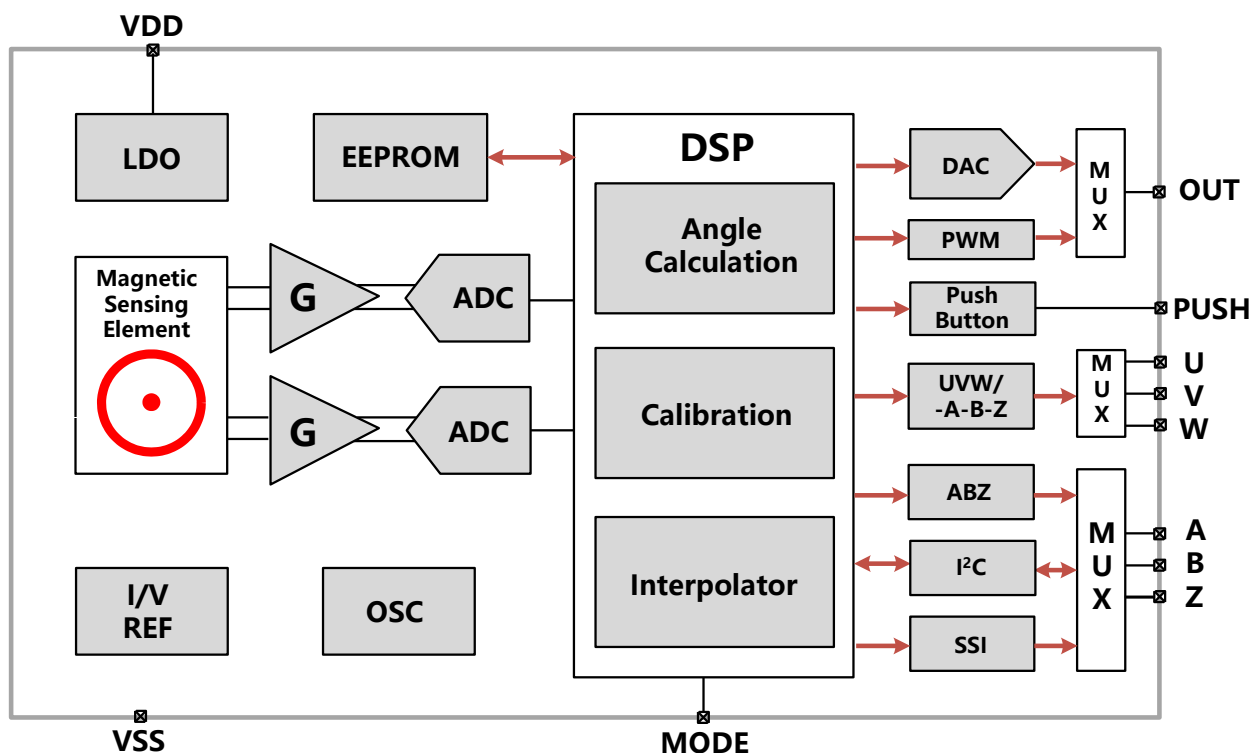 VDD
LDO
EEPROM
DSP
DAC
M
U
X
OUT
Angle
Calculation
PWM
Magnetic
Sensing
Element
G
ADC
Push
Button
PUSH
G
ADC
Calibration
UVW/
-A-B-Z
M
U
X
U
V
W
ABZ
I²C
SSI
M
U
X
A
B
Z
Interpolator
I/V
REF
OSC
VSS
MODE